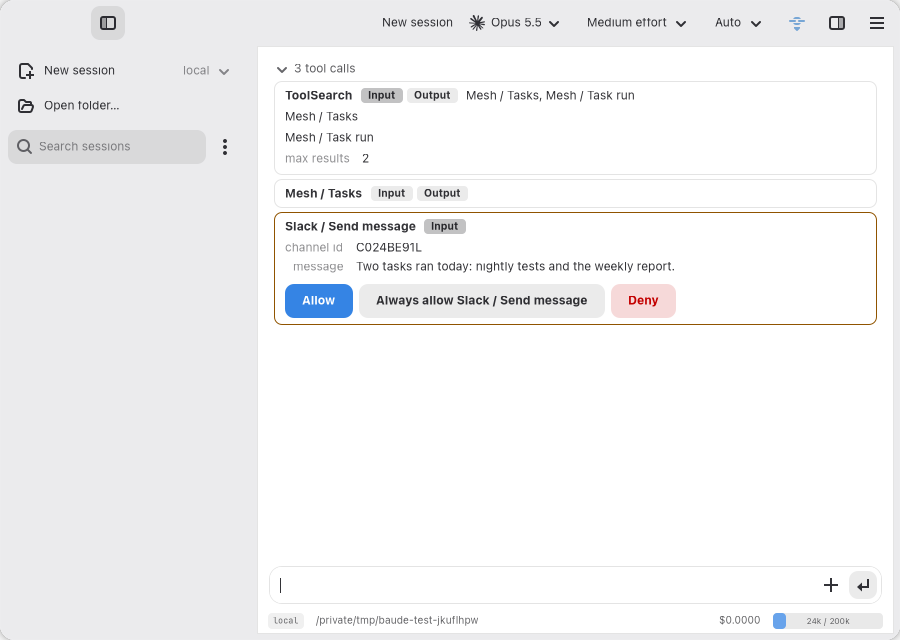 New session Opus 5.5 Medium effort Auto
New session local
Open folder...
Search sessions
3 tool calls
ToolSearch Input Output Mesh / Tasks, Mesh / Task run
Mesh / Tasks
Mesh / Task run
max results 2
Mesh / Tasks Input Output
Slack / Send message Input
channel id C024BE91L
message Two tasks ran today: nightly tests and the weekly report.
Allow Always allow Slack / Send message Deny
local /private/tmp/baude-test-jkuflhpw $0.0000 24k / 200k